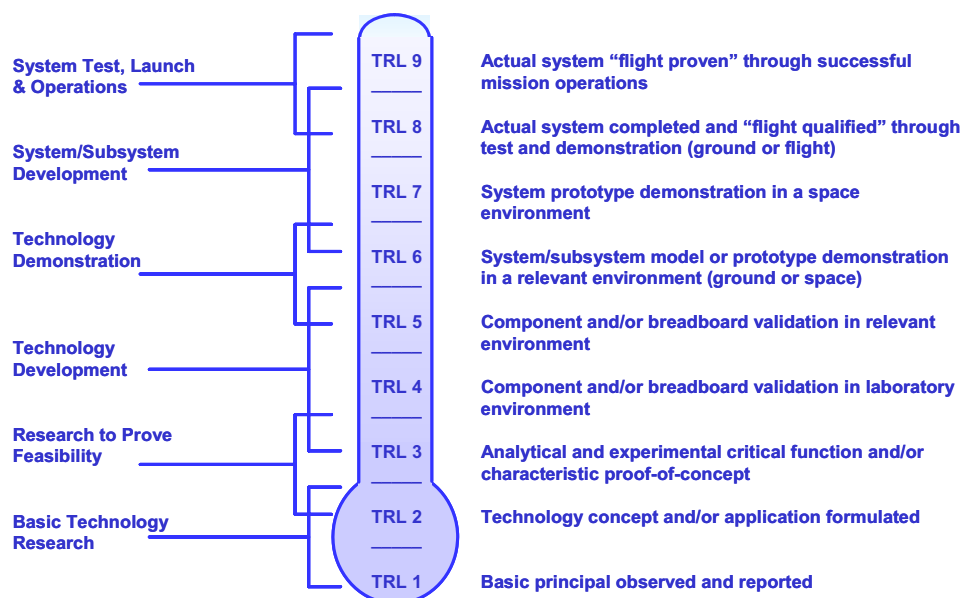 System Test, Launch
& Operations
System/Subsystem
Development
Technology
Demonstration
Technology
Development
Research to Prove
Feasibility
Basic Technology
Research
TRL 9
TRL 8
TRL 7
TRL 6
TRL 5
TRL 4
TRL 3
TRL 2
TRL 1
Actual system “flight proven” through successful
mission operations
Actual system completed and “flight qualified” through
test and demonstration (ground or flight)
System prototype demonstration in a space
environment
System/subsystem model or prototype demonstration
in a relevant environment (ground or space)
Component and/or breadboard validation in relevant
environment
Component and/or breadboard validation in laboratory
environment
Analytical and experimental critical function and/or
characteristic proof-of-concept
Technology concept and/or application formulated
Basic principal observed and reported